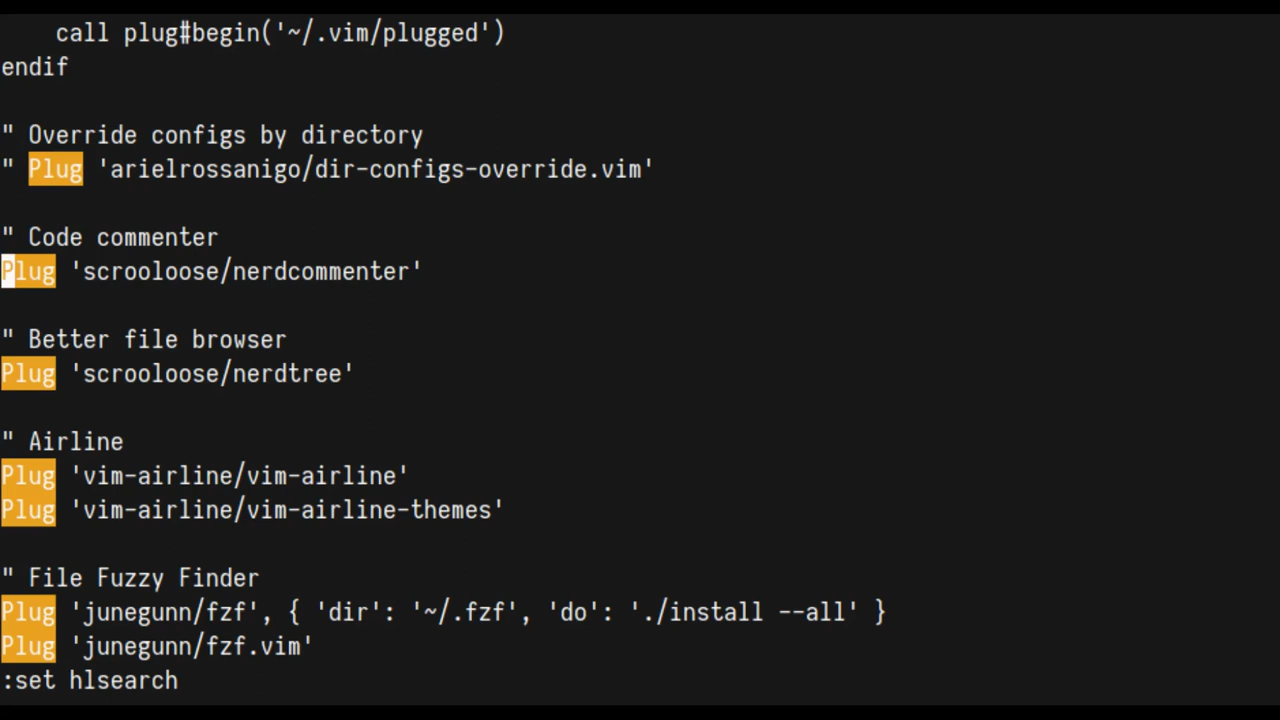 call plug#begin('~/.vim/plugged')
endif
" Override configs by directory
" Plug 'arielrossanigo/dir-configs-override.vim'
" Code commenter
Plug 'scrooloose/nerdcommenter'
" Better file browser
Plug 'scrooloose/nerdtree'
" Airline
Plug 'vim-airline/vim-airline'
Plug 'vim-airline/vim-airline-themes'
" File Fuzzy Finder
Plug 'junegunn/fzf', { 'dir': '~/.fzf', 'do': './install --all' }
Plug 'junegunn/fzf.vim'
:set hlsearch